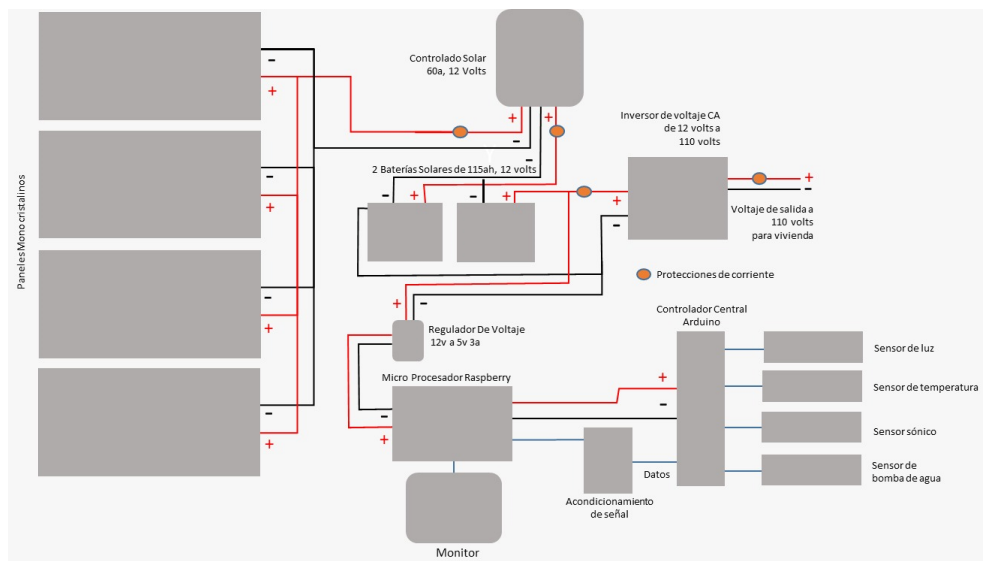 Controlado Solar
60a, 12 Volts
Inversor de voltaje CA
de 12 volts a
110 volts
2 Baterías Solares de 115ah, 12 volts
Paneles Monocristalinos
Voltaje de salida a
110 volts
para vivienda
Protecciones de corriente
Controlador Central
Arduino
Regulador De Voltaje
12v a 5v 3a
Sensor de luz
Micro Procesador Raspberry
Sensor de temperatura
Sensor sónico
Datos
Sensor de
bomba de agua
Acondicionamiento
de señal
Monitor